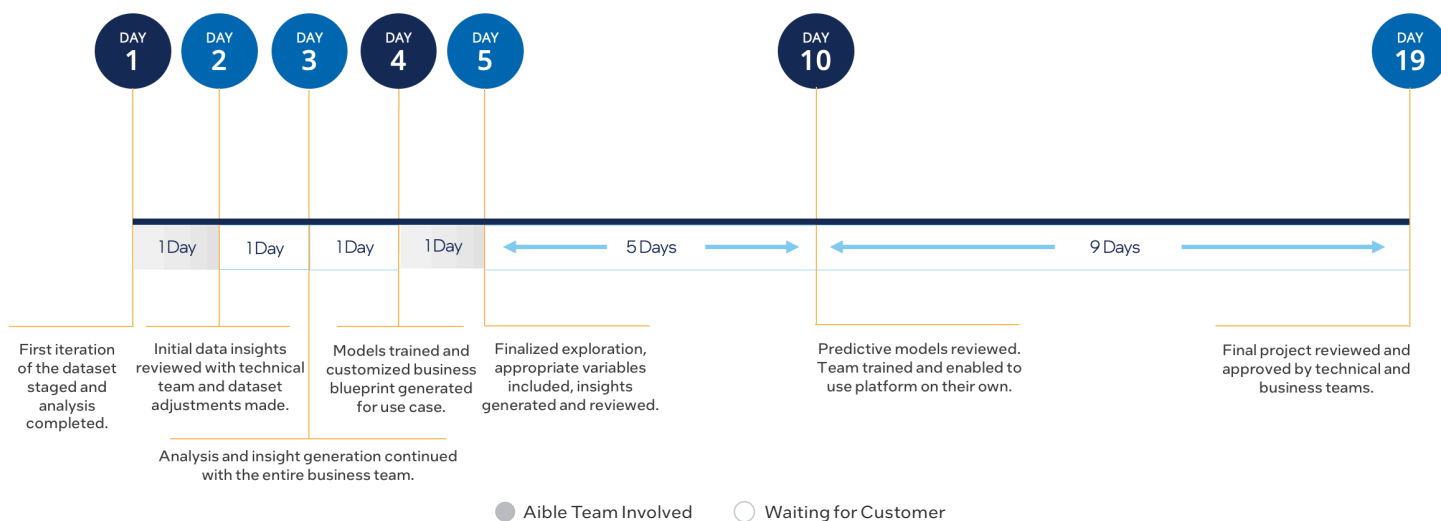 DAY
1
DAY
2
DAY
3
DAY
4
DAY
5
DAY
10
DAY
19
1 Day
1 Day
1 Day
1 Day
5 Days
9 Days
First iteration
of the dataset
staged and
analysis
completed.
Initial data insights
reviewed with technical
team and dataset
adjustments made.
Models trained and
customized business
blueprint generated
for use case.
Finalized exploration,
appropriate variables
included, insights
generated and reviewed.
Predictive models reviewed.
Team trained and enabled to
use platform on their own.
Final project reviewed and
approved by technical and
business teams.
Analysis and insight generation continued
with the entire business team.
Aible Team Involved
Waiting for Customer